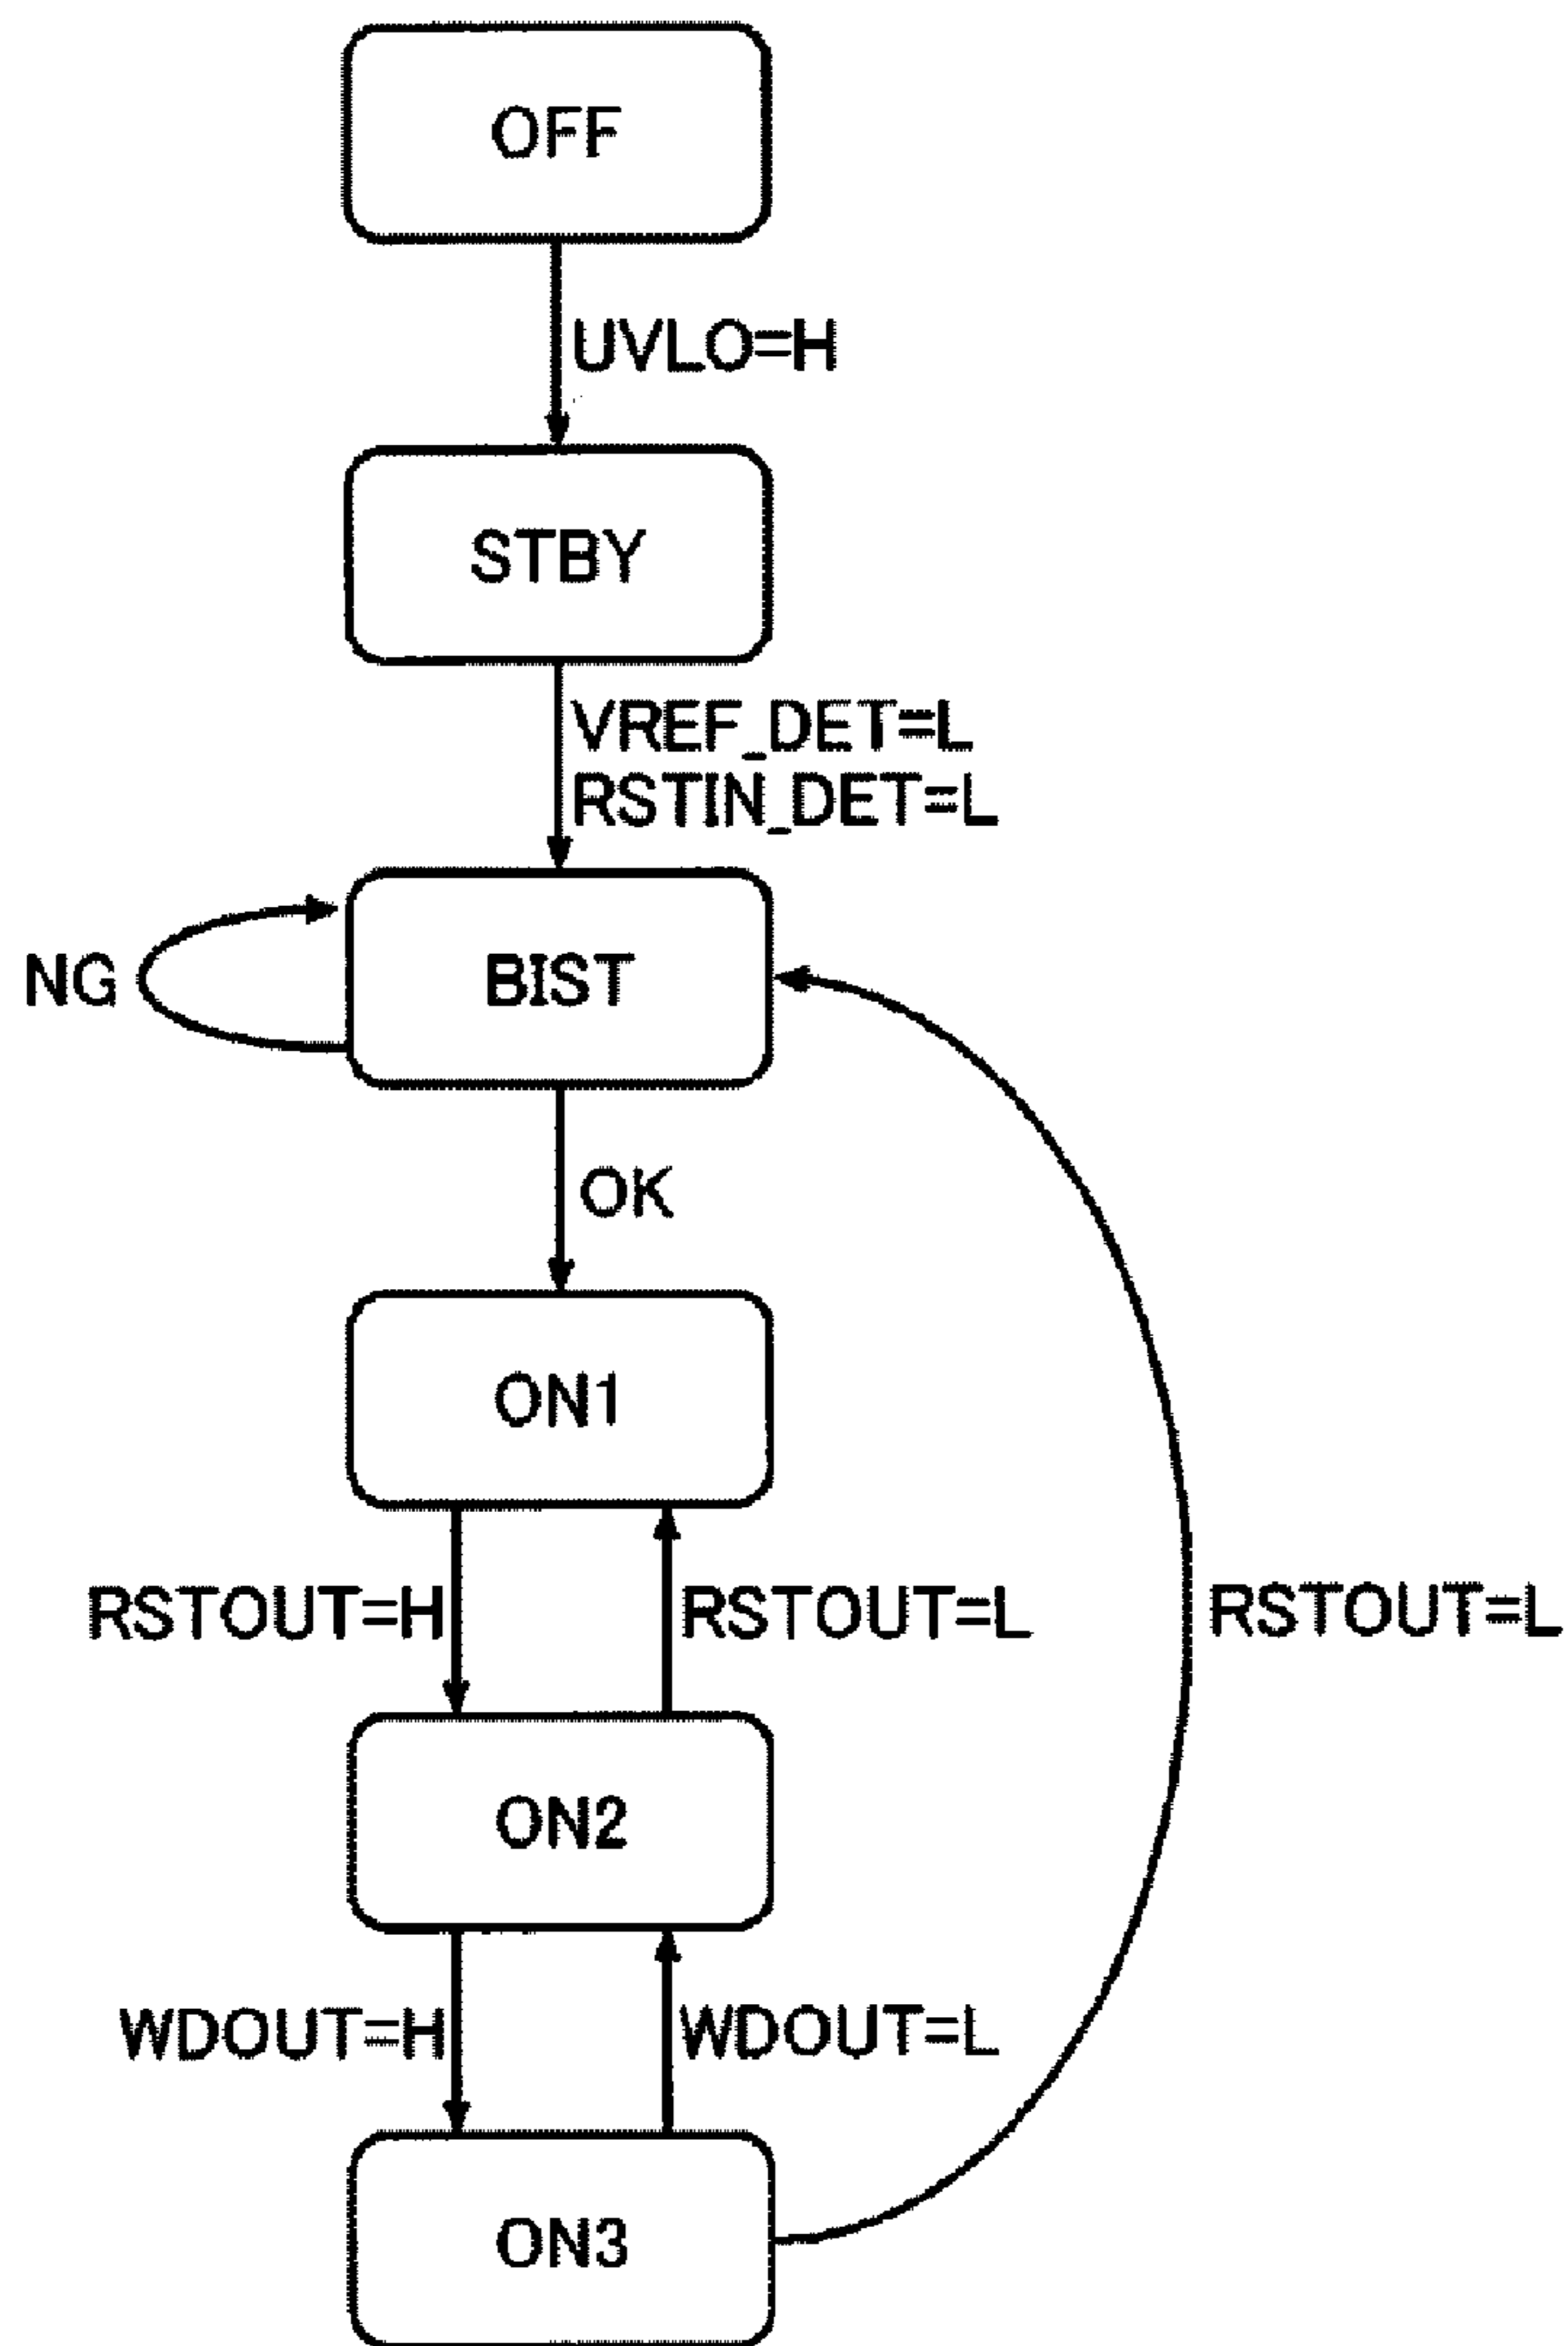 OFF
UVLO=H
STBY
VREF_DET=L
RSTIN_DET=L
NG
BIST
OK
ON1
RSTOUT=H
RSTOUT=L
RSTOUT=L
ON2
WDOUT=H
WDOUT=L
ON3